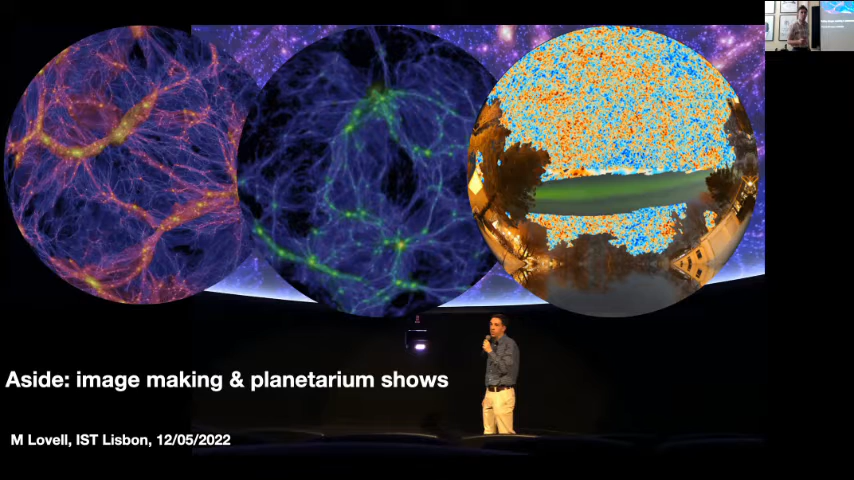 Aside: image making & planetarium shows
M Lovell, IST Lisbon, 12/05/2022